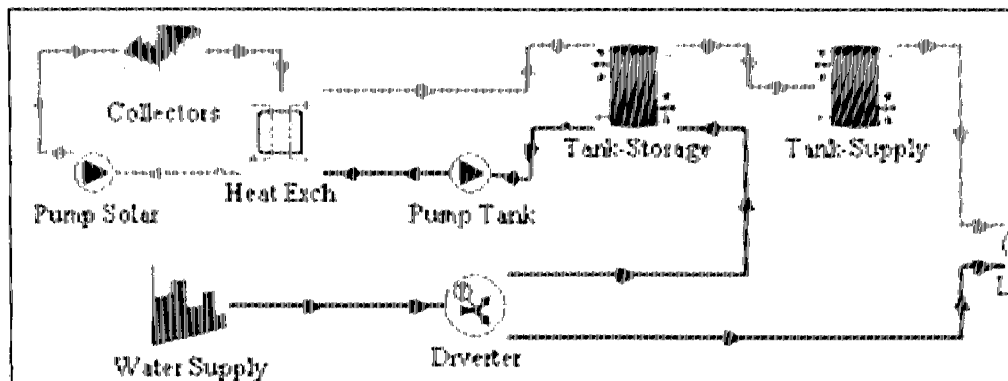 Collectors
Tank-Storage
Tank-Supply
Heat Exch
Pump Solar
Pump Tank
Water Supply
Diverter